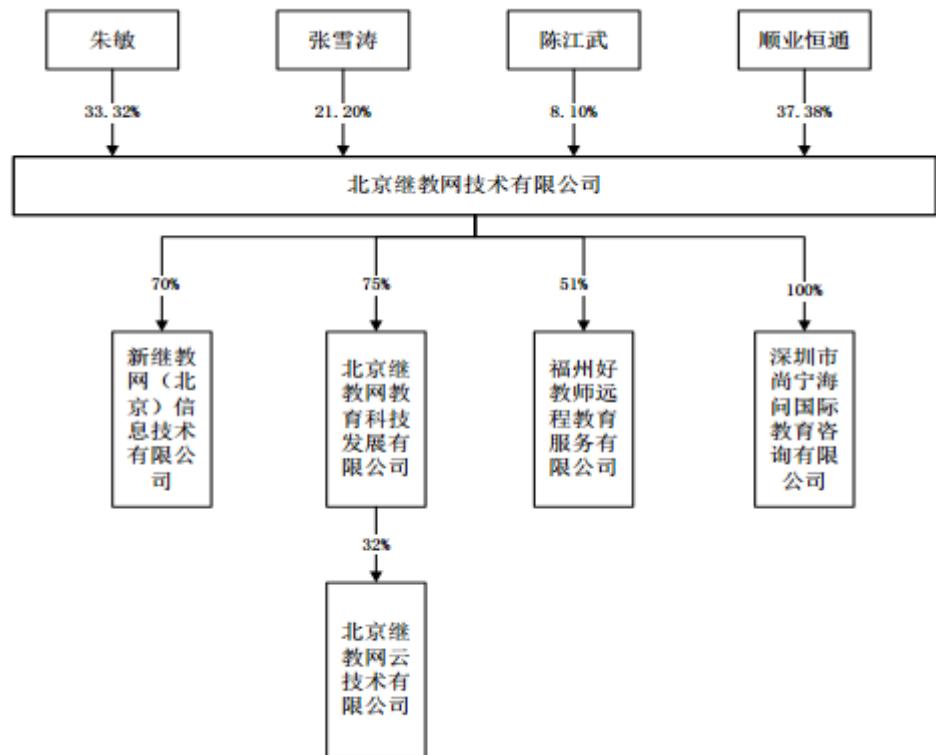 朱敏
张雪涛
陈江武
顺业恒通
33.32%
21.20%
8.10%
37.38%
北京继教网技术有限公司
70%
75%
51%
100%
新继教
网（北
京）信
息技术
有限公
司
北京继
教网教
育科技
发展有
限公司
福州好
教师远
程教育
服务有
限公司
深圳市
尚宁海
问国际
教育咨
询有限
公司
32%
北京继
教网云
技术有
限公司